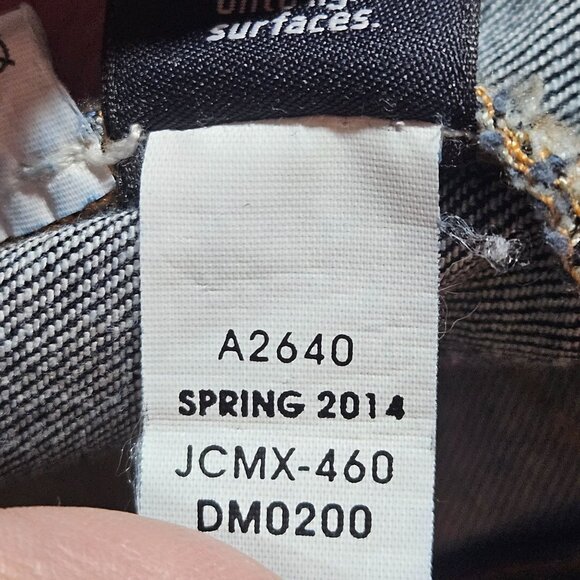 surfaces.
A2640
SPRING 2014
JCMX-460
DM0200